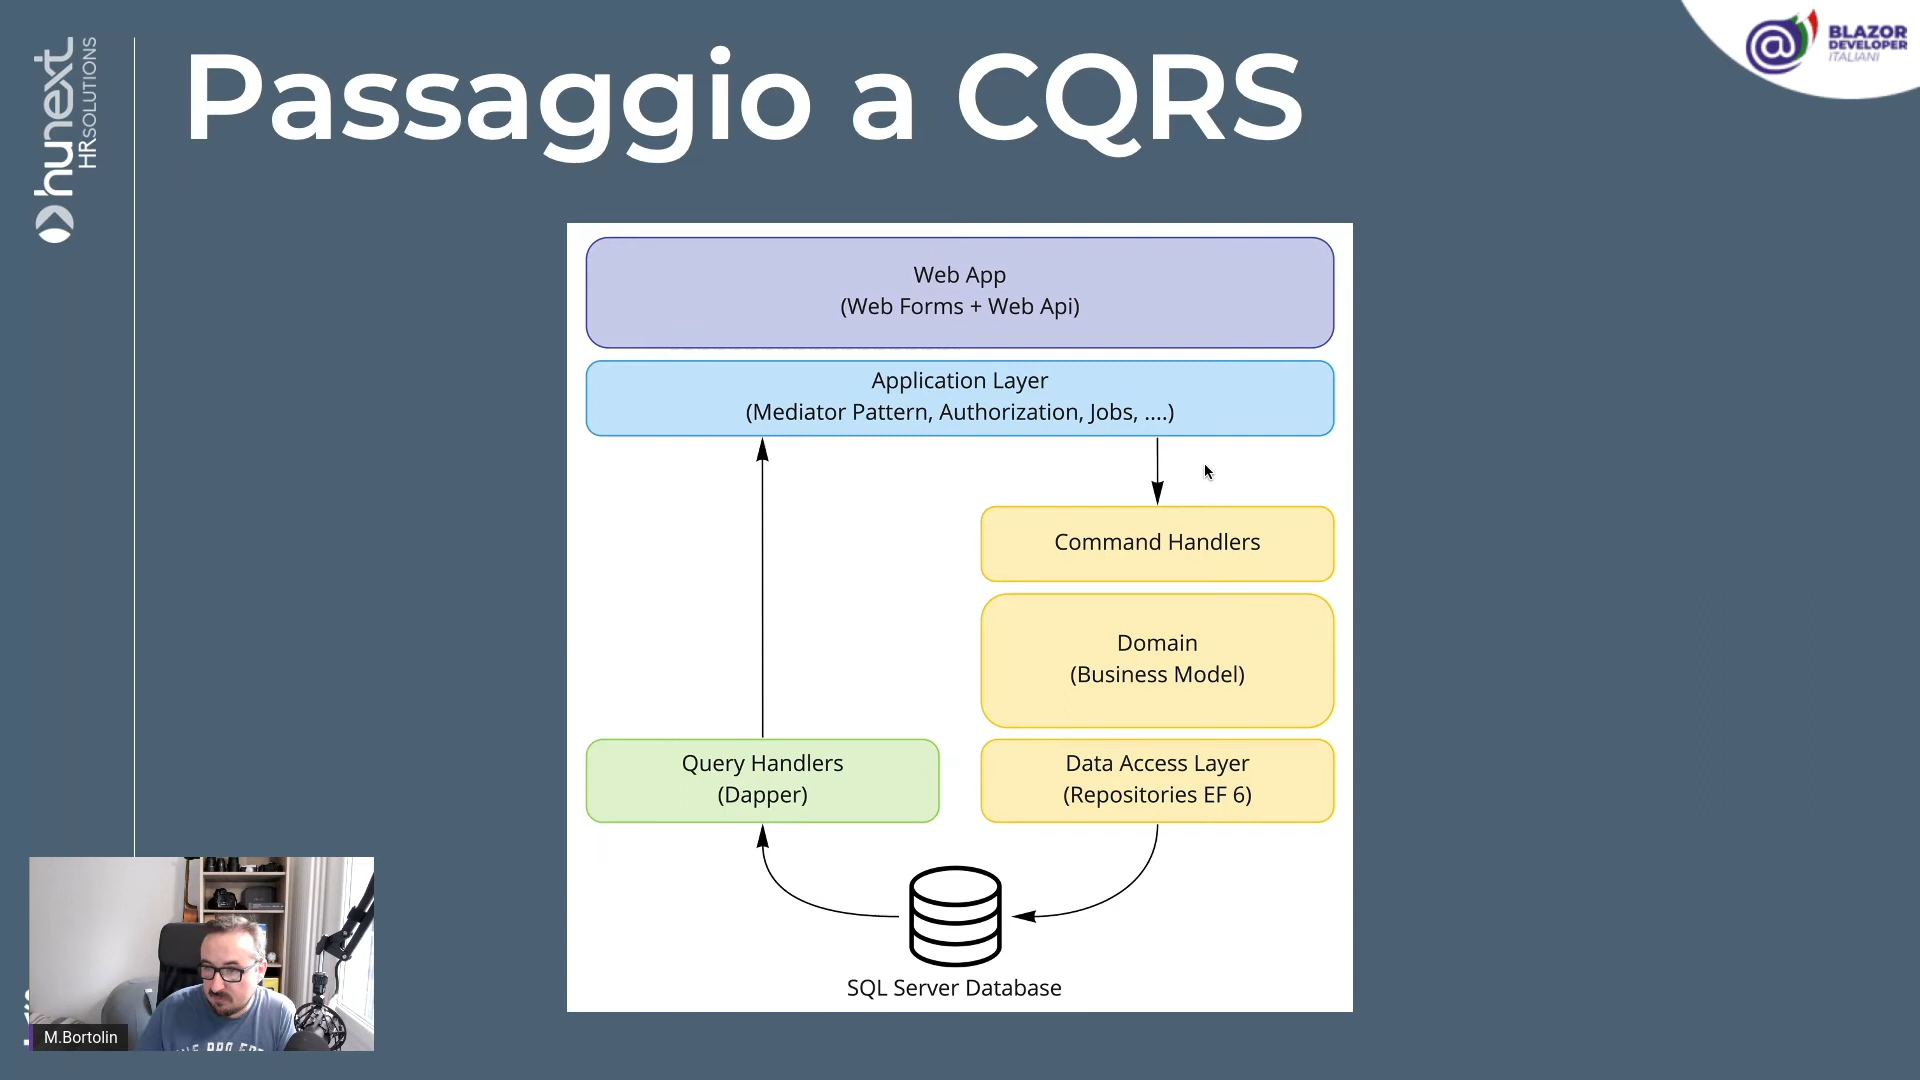 hunext
HRSOLUTIONS
Passaggio a CQRS
@
BLAZOR
DEVELOPER
ITALIANI
Web App
(Web Forms + Web Api)
Application Layer
(Mediator Pattern, Authorization, Jobs, ....)
Command Handlers
Domain
(Business Model)
Query Handlers
(Dapper)
Data Access Layer
(Repositories EF 6)
SQL Server Database
M.Bortolin